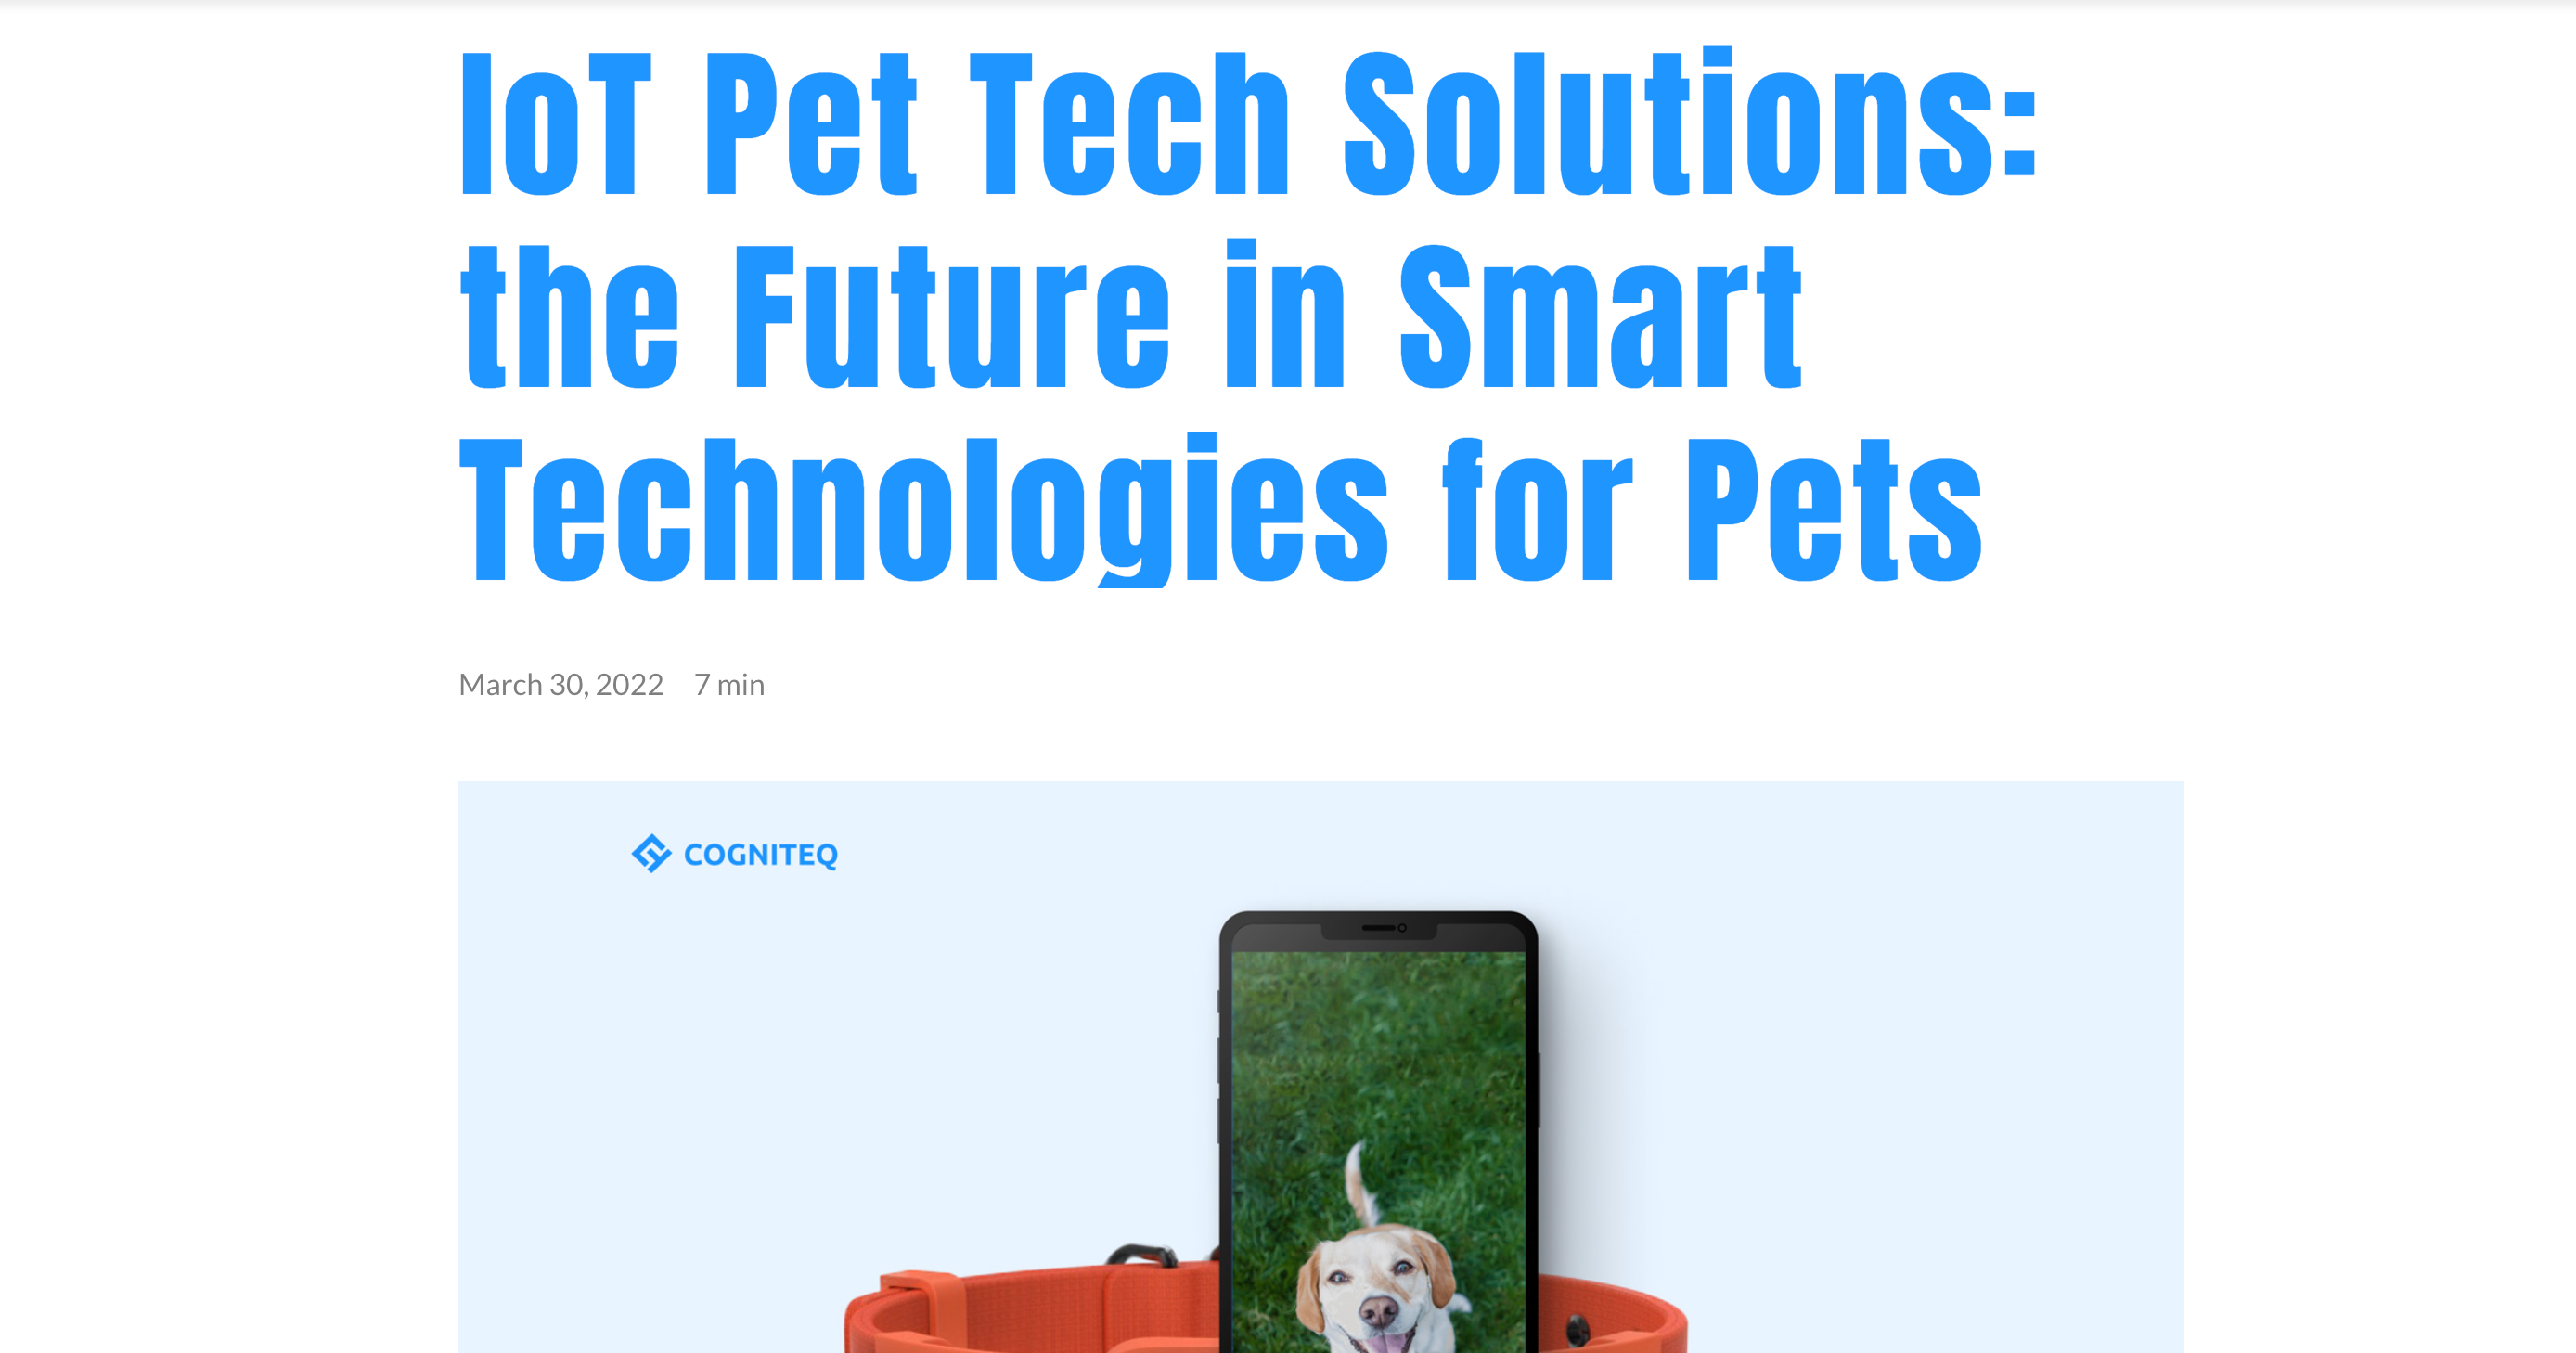 IoT Pet Tech Solutions:
the Future in Smart
Technologies for Pets
March 30, 2022 7 min
COGNITEQ